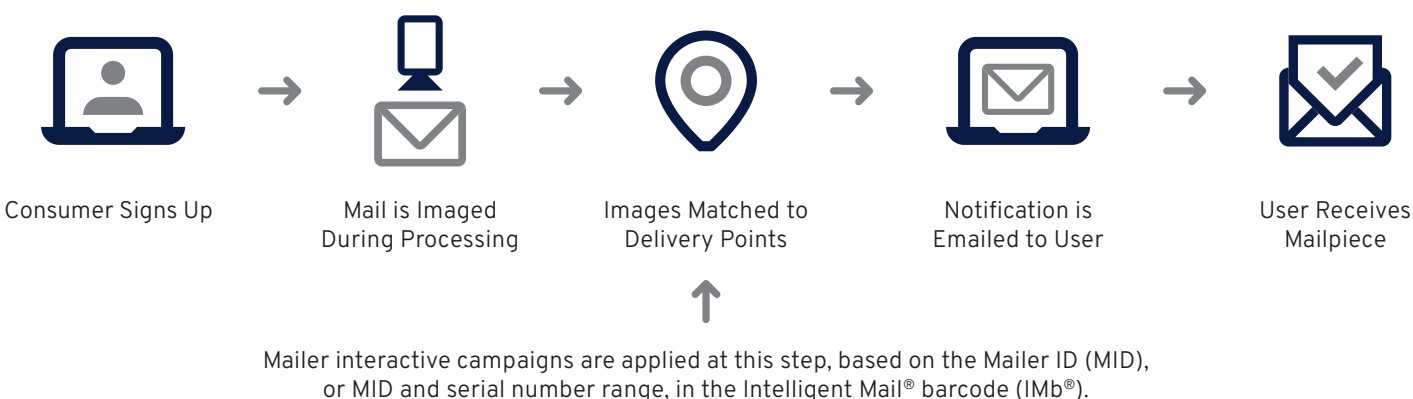 Consumer Signs Up
Mail is Imaged
During Processing
Images Matched to
Delivery Points
Notification is
Emailed to User
User Receives
Mailpiece
Mailer interactive campaigns are applied at this step, based on the Mailer ID (MID),
or MID and serial number range, in the Intelligent Mail® barcode (IMb®).